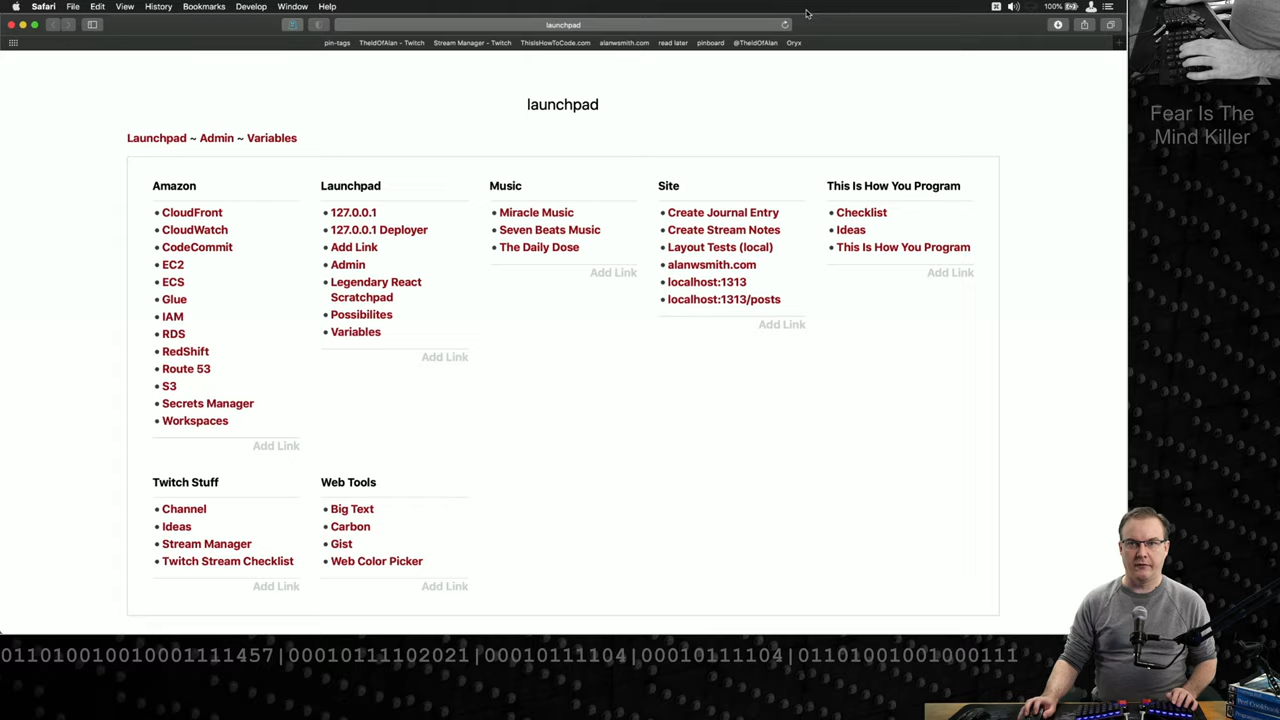 Safari File Edit View History Bookmarks Develop Window Help 100%
launchpad
pin-tags TheIdOfAlan - Twitch Stream Manager - Twitch ThisIsHowToCode.com alanwsmith.com read later pinboard @TheIdOfAlan Oryx
launchpad
Launchpad ~ Admin ~ Variables
Amazon
CloudFront
CloudWatch
CodeCommit
EC2
ECS
Glue
IAM
RDS
RedShift
Route 53
S3
Secrets Manager
Workspaces
Add Link
Launchpad
127.0.0.1
127.0.0.1 Deployer
Add Link
Admin
Legendary React
Scratchpad
Possibilites
Variables
Add Link
Music
Miracle Music
Seven Beats Music
The Daily Dose
Add Link
Site
Create Journal Entry
Create Stream Notes
Layout Tests (local)
alanwsmith.com
localhost:1313
localhost:1313/posts
Add Link
This Is How You Program
Checklist
Ideas
This Is How You Program
Add Link
Twitch Stuff
Channel
Ideas
Stream Manager
Twitch Stream Checklist
Add Link
Web Tools
Big Text
Carbon
Gist
Web Color Picker
Add Link
Fear Is The
Mind Killer
011010010010001111457|000111102021|00010111104|00010111104|0110100101001000111